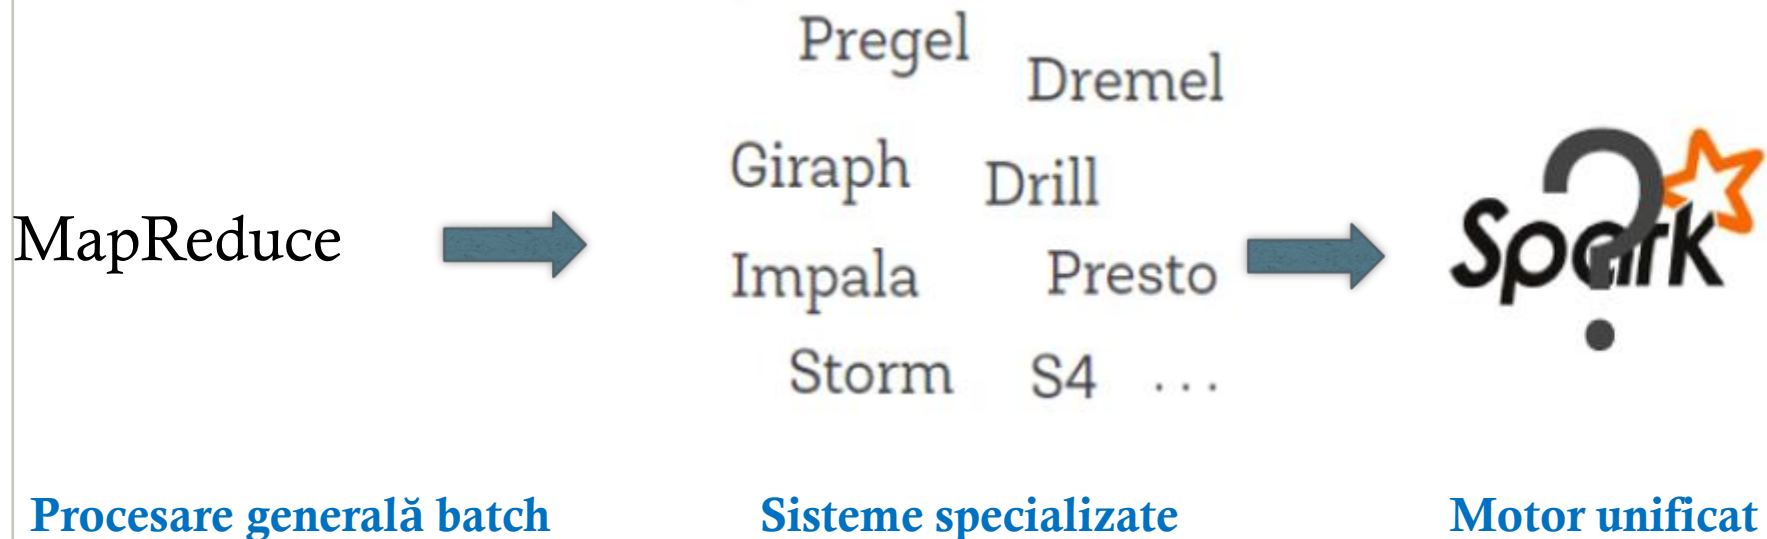 MapReduce
Pregel
Dremel
Giraph
Drill
Impala
Presto
Storm
S4 ...
Spark
?
Procesare generală batch
Sisteme specializate
Motor unificat